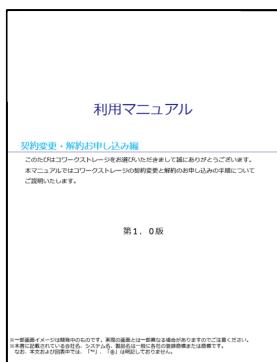 利用マニュアル
契約変更・解約お申し込み編
このたびはコワークストレージをお選びいただきまして誠にありがとうございます。
本マニュアルではコワークストレージの契約変更と解約のお申し込みの手順について
ご説明いたします。
第1.0版
※一部画面イメージは開発中のものです。実際の画面とは一部異なる場合がありますのでご注意ください。
※本書に記載されている会社名、システム名、製品名は一般に各社の登録商標または商標です。
なお、本文および図表中では、「™」、「®」は明記しておりません。